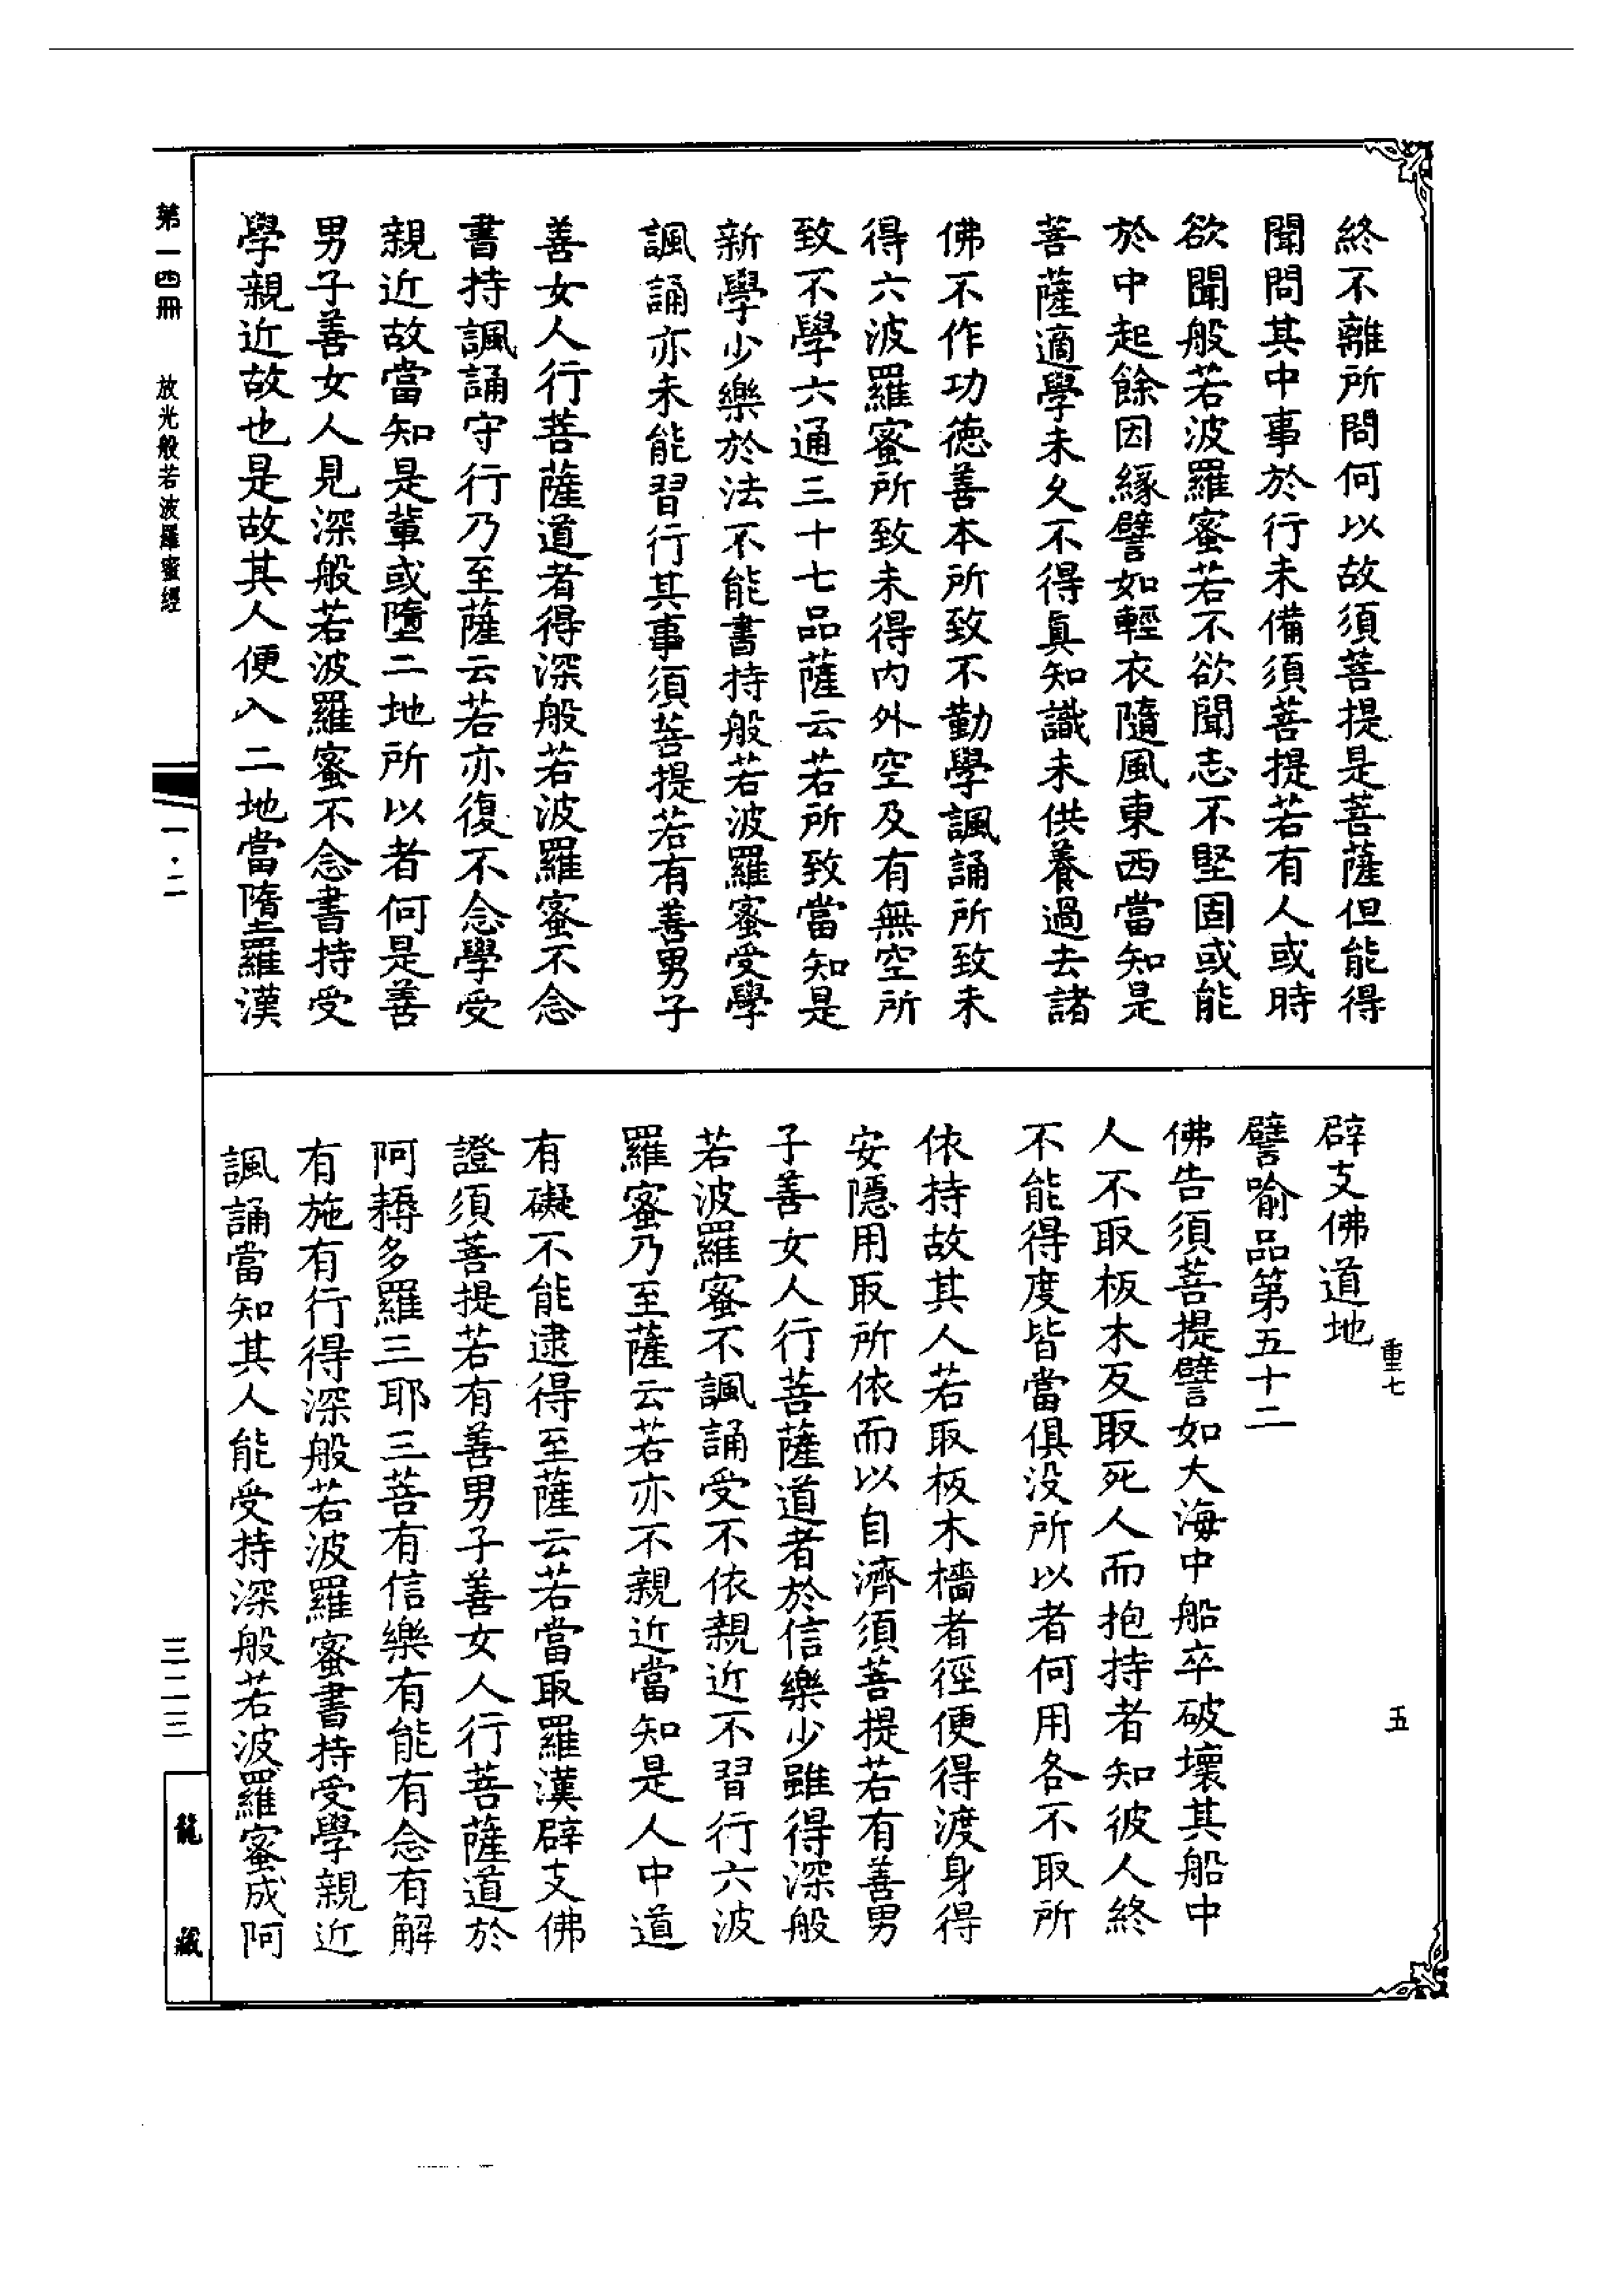 終不離所問何以故須菩提是菩薩但能得
聞問其中事於行未備須菩提若有人或時
欲聞般若波羅蜜若不欲聞志不堅固或能
於中起餘因緣譬如輕衣隨風東西當知是
菩薩適學未久不得真知識未供養過去諸
佛不作功德善本所致不勤學諷誦所致未
得六波羅蜜所致未得内外空及有無空所
致不學六通三十七品薩云若所致當知是
新學少樂於法不能書持般若波羅蜜受學
諷誦亦未能習行其事須菩提若有善男子
善女人行菩薩道者得深般若波羅蜜不念
書持諷誦守行乃至薩云若亦復不念學受
親近故當知是輩或墮二地所以者何是善
男子善女人見深般若波羅蜜不念書持受
學親近故也是故其人便入二地當墮羅漢
辟支佛道地
譬喻品第五十二
佛告須菩提譬如大海中船卒破壞其船中
人不取板木互取死人而抱持者知彼人終
不能得度皆當俱没所以者何用各不取所
依持故其人若取板木檣者徑便得渡身得
安隱用取所依而以自濟須菩提若有善男
子善女人行菩薩道者於信樂少雖得深般
若波羅蜜不諷誦受不依親近不習行六波
羅蜜乃至薩云若亦不親近當知是人中道
有礙不能逮得至薩云若當取羅漢辟支佛
證須菩提若有善男子善女人行菩薩道於
阿耨多羅三耶三菩有信樂有能有念有解
有施有行得深般若波羅蜜書持受學親近
諷誦當知其人能受持深般若波羅蜜成阿
重七
五
第一四冊
放光般若波羅蜜經
一·二
三二三
龍藏